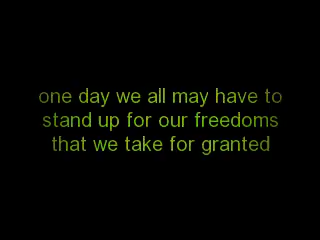 one day we all may have to
stand up for our freedoms
that we take for granted